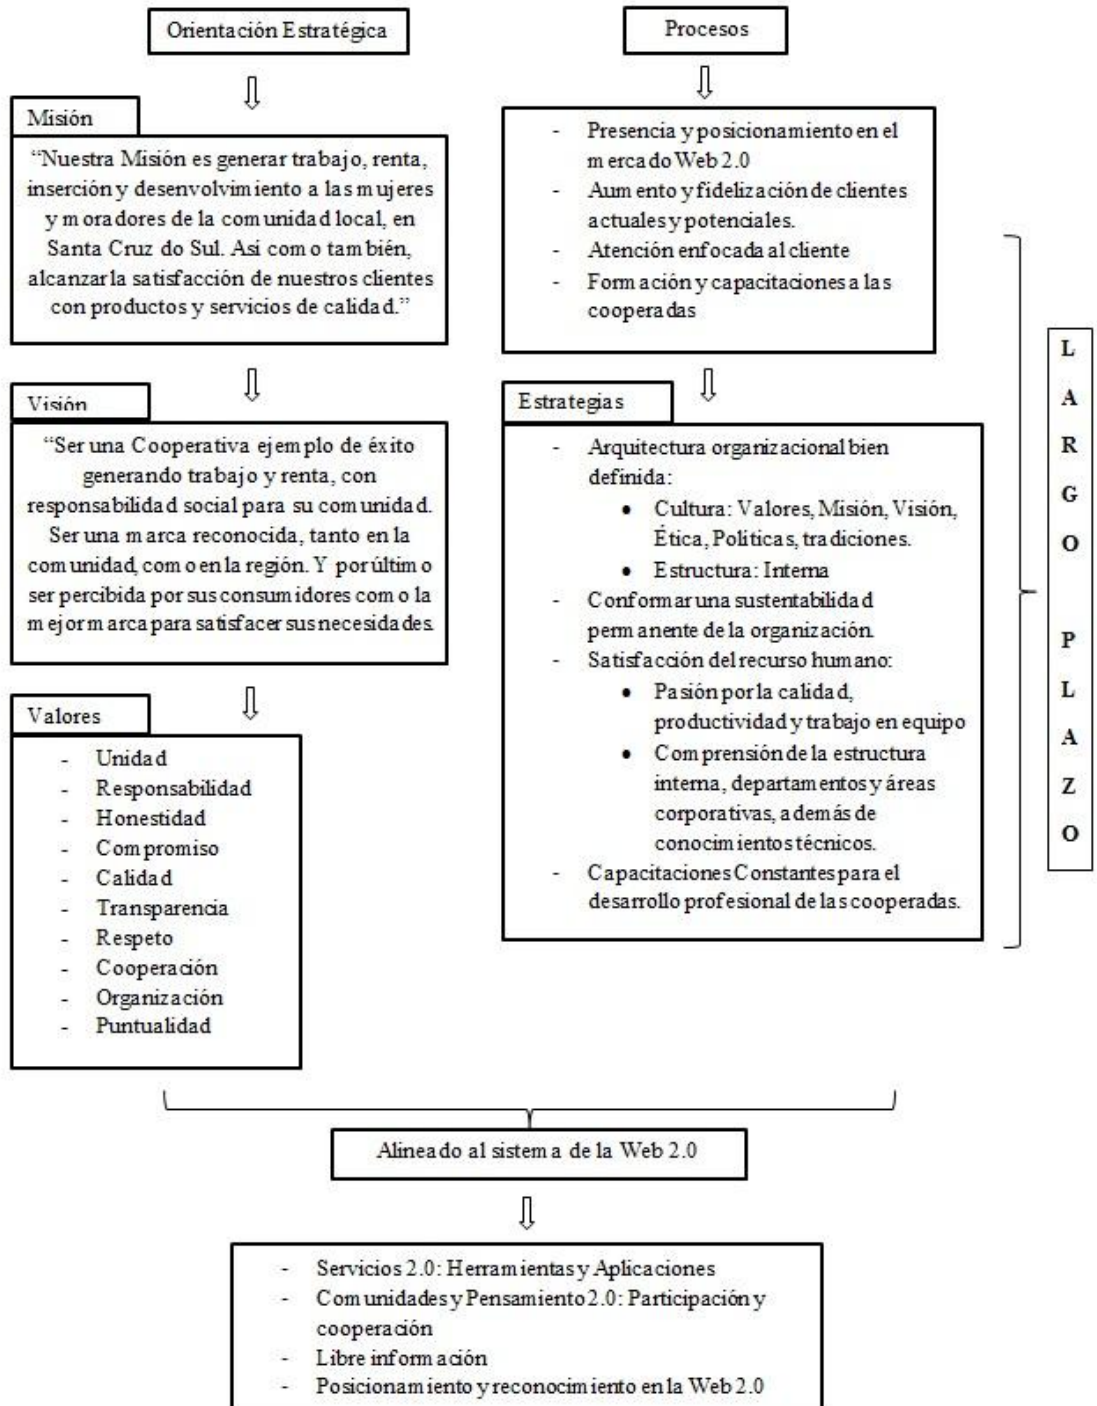 Orientación Estratégica
Misión
“Nuestra Misión es generar trabajo, renta,
inserción y desenvolvimiento a las mujeres
y moradores de la comunidad local, en
Santa Cruz do Sul. Así como también,
alcanzar la satisfacción de nuestros clientes
con productos y servicios de calidad.”
Visión
“Ser una Cooperativa ejemplo de éxito
generando trabajo y renta, con
responsabilidad social para su comunidad.
Ser una marca reconocida, tanto en la
comunidad, como en la región. Y por último
ser percibida por sus consumidores como la
mejor marca para satisfacer sus necesidades.
Valores
- Unidad
- Responsabilidad
- Honestidad
- Compromiso
- Calidad
- Transparencia
- Respeto
- Cooperación
- Organización
- Puntualidad
Procesos
- Presencia y posicionamiento en el
mercado Web 2.0
- Aumento y fidelización de clientes
actuales y potenciales.
- Atención enfocada al cliente
- Formación y capacitaciones a las
cooperadas
Estrategias
- Arquitectura organizacional bien
definida:
• Cultura: Valores, Misión, Visión,
Ética, Políticas, tradiciones.
• Estructura: Interna
- Conformar una sustentabilidad
permanente de la organización.
- Satisfacción del recurso humano:
• Pasión por la calidad,
productividad y trabajo en equipo
• Comprensión de la estructura
interna, departamentos y áreas
corporativas, además de
conocimientos técnicos.
- Capacitaciones Constantes para el
desarrollo profesional de las cooperadas.
LARGO PLAZO
Alineado al sistema de la Web 2.0
- Servicios 2.0: Herramientas y Aplicaciones
- Comunidades y Pensamiento 2.0: Participación y
cooperación
- Libre información
- Posicionamiento y reconocimiento en la Web 2.0